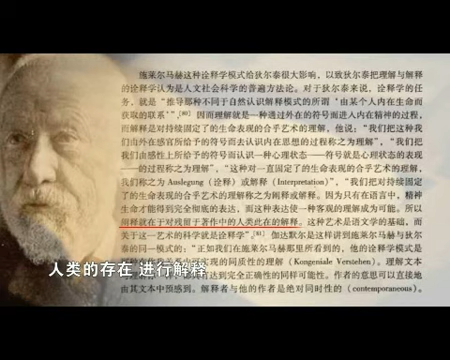 施莱尔马赫这种诠释学模式给狄尔泰很大影响，以致狄尔泰把理解与解释
的诠释学认为是人文社会科学的普遍方法论。对于狄尔泰来说，诠释学的任
务，就是“推导那种不同于自然认识解释模式的所谓‘由某个人内在生命而
获取的联系’”，[80] 因而理解就是一种透过外在的符号而进入内在精神的过程，
而解释是对持续固定了的生命表现的合乎艺术的理解，他说：“我们把这种我
们由外在感官所给予的符号而去认识内在思想的过程称之为理解”，“我们把
我们由感性上所给予的符号而认识一种心理状态——符号就是心理状态的表现
——的过程称之为理解”，“这种对一直固定了的生命表现的合乎艺术的理解，
我们称之为 Auslegung（诠释）或解释（Interpretation）”，“我们把对持续固定
了的生命表现的合乎艺术的理解称之为阐释或解释。因为只有在语言中，精神
生命才能得到完全彻底的表达，而这种表达使一种客观的理解成为可能。所以
阐释就在于对残留于著作中的人类此在的解释。这种艺术是语文学的基础，而
关于这一艺术的科学就是诠释学”。[81] 伽达默尔是这样讲到施莱尔马赫与狄尔
泰的同一模式的：“正如我们在施莱尔马赫那里所看到的，他的诠释学模式是
现的同质性的理解（Kongeniale Verstehen）。理解文本
达到完全正确性的同样可能性。作者的意思可以直接地
由其文本中预感到。解释者与他的作者是绝对同时性的（contemporaneous）。
人类的存在 进行解释